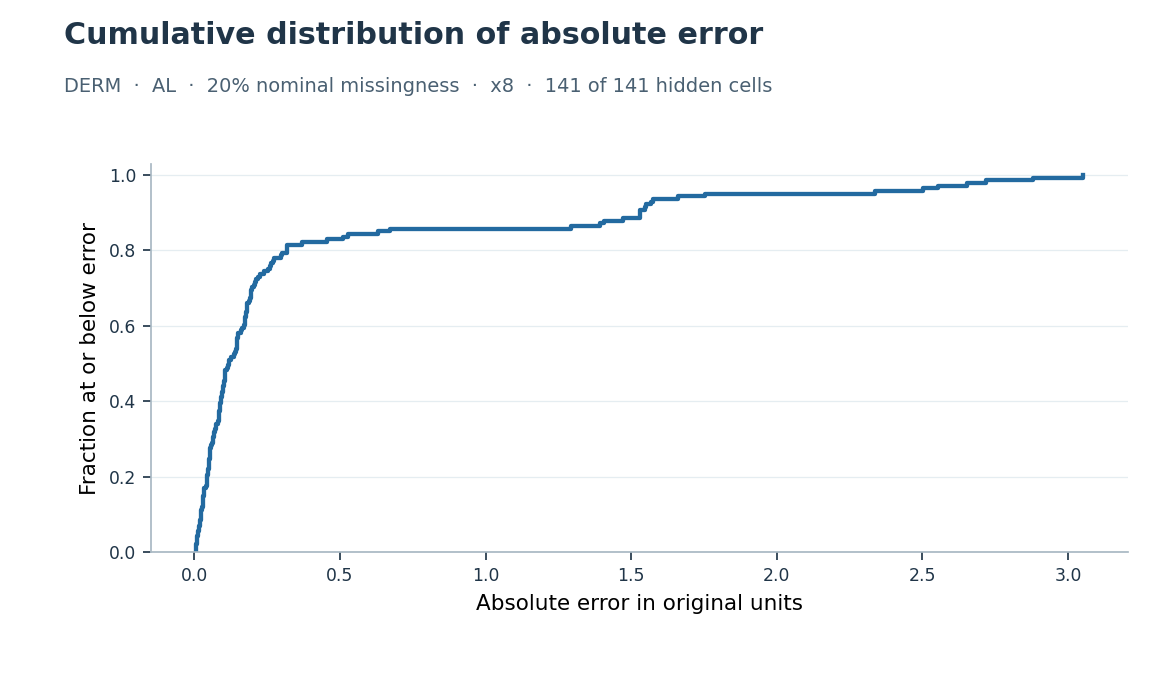 Cumulative distribution of absolute error
DERM · AL · 20% nominal missingness · x8 · 141 of 141 hidden cells
Fraction at or below error
1.0
0.8
0.6
0.4
0.2
0.0
0.0 0.5 1.0 1.5 2.0 2.5 3.0
Absolute error in original units